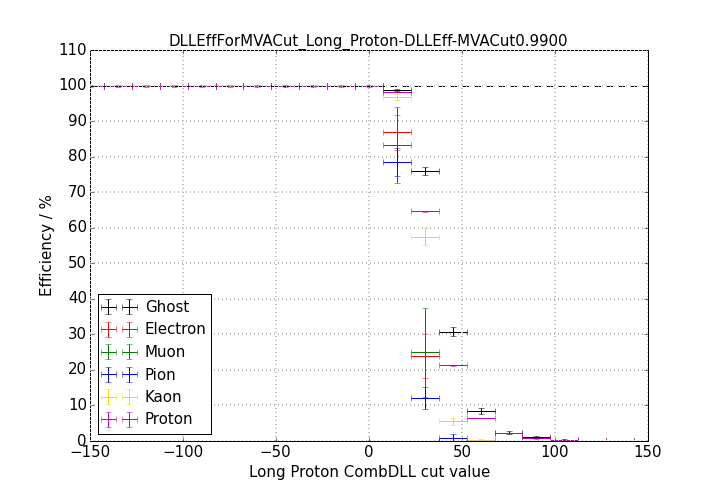 DLLEffForMVACut_Long_Proton-DLLEff-MVACut0.9900
110
100
90
80
70
60
50
40
30
20
10
0
Efficiency / %
Ghost
Electron
Muon
Pion
Kaon
Proton
−150 −100 −50 0 50 100 150
Long Proton CombDLL cut value